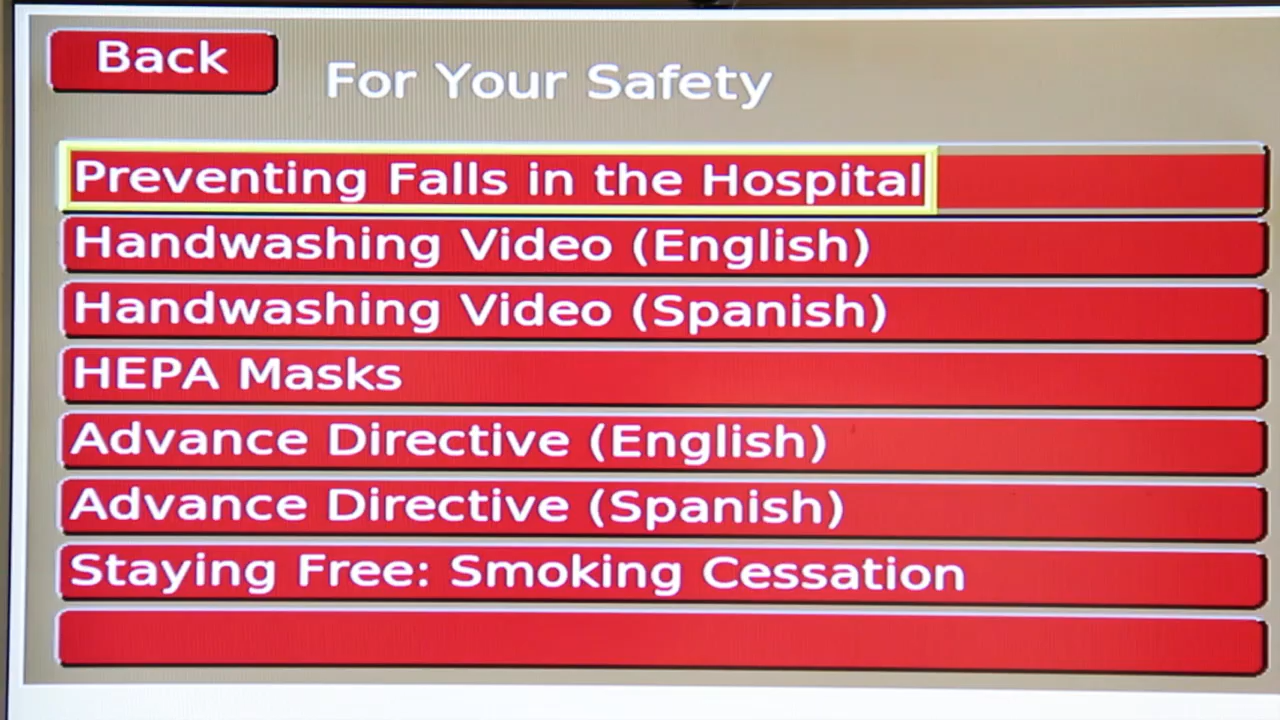 Back
For Your Safety
Preventing Falls in the Hospital
Handwashing Video (English)
Handwashing Video (Spanish)
HEPA Masks
Advance Directive (English)
Advance Directive (Spanish)
Staying Free: Smoking Cessation